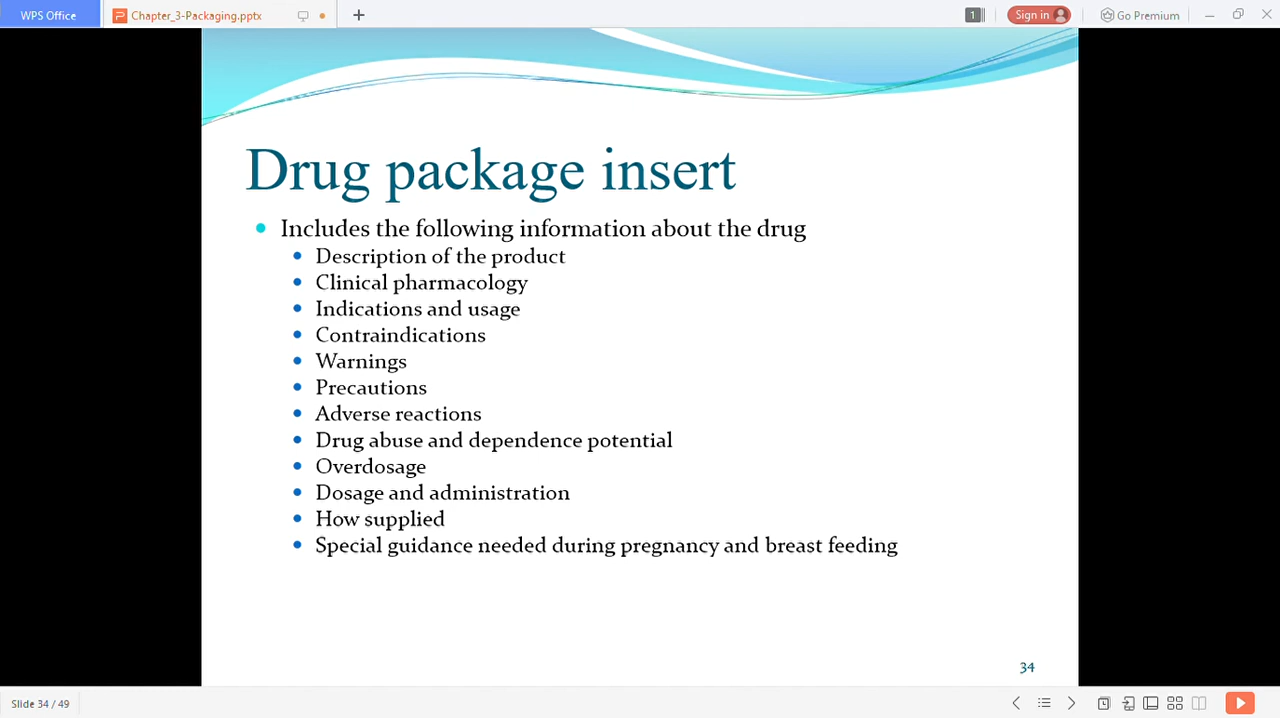 WPS Office
Chapter_3-Packaging.pptx
1
Sign in
Go Premium
Drug package insert
Includes the following information about the drug
Description of the product
Clinical pharmacology
Indications and usage
Contraindications
Warnings
Precautions
Adverse reactions
Drug abuse and dependence potential
Overdosage
Dosage and administration
How supplied
Special guidance needed during pregnancy and breast feeding
34
Slide 34 / 49